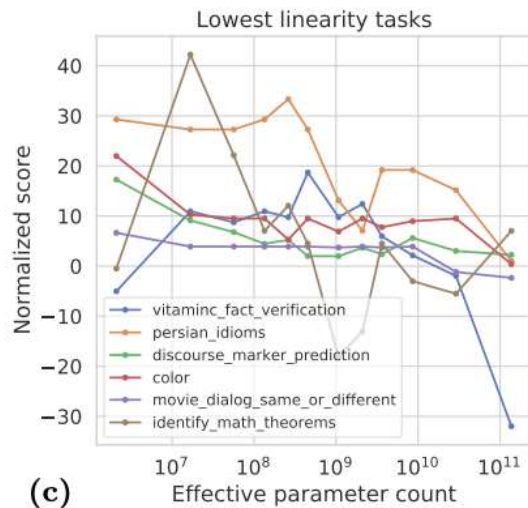 Lowest linearity tasks
Normalized score
40
30
20
10
0
−10
−20
−30
vitaminc_fact_verification
persian_idioms
discourse_marker_prediction
color
movie_dialog_same_or_different
identify_math_theorems
10⁷ 10⁸ 10⁹ 10¹⁰ 10¹¹
Effective parameter count
(c)